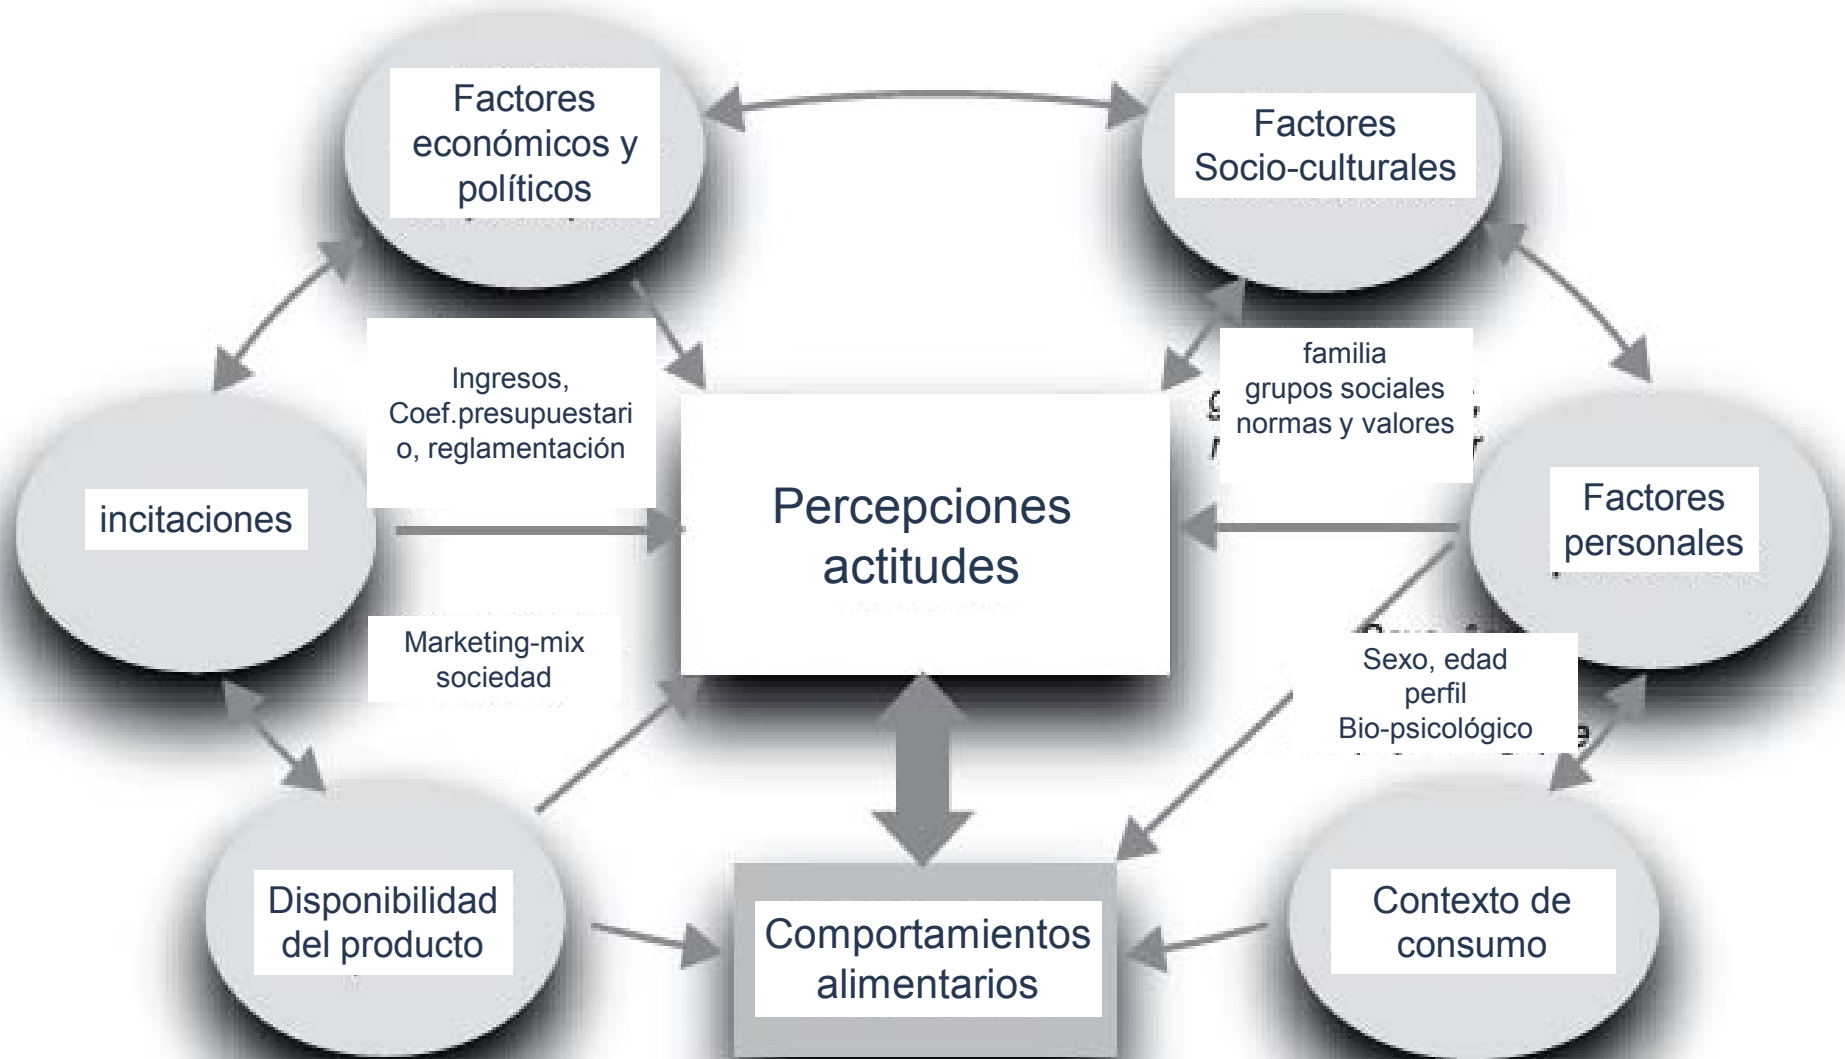 Factores
económicos y
políticos
Factores
Socio-culturales
Ingresos,
Coef.presupuestari
o, reglamentación
familia
grupos sociales
normas y valores
incitaciones
Percepciones
actitudes
Factores
personales
Marketing-mix
sociedad
Sexo, edad
perfil
Bio-psicológico
Disponibilidad
del producto
Comportamientos
alimentarios
Contexto de
consumo